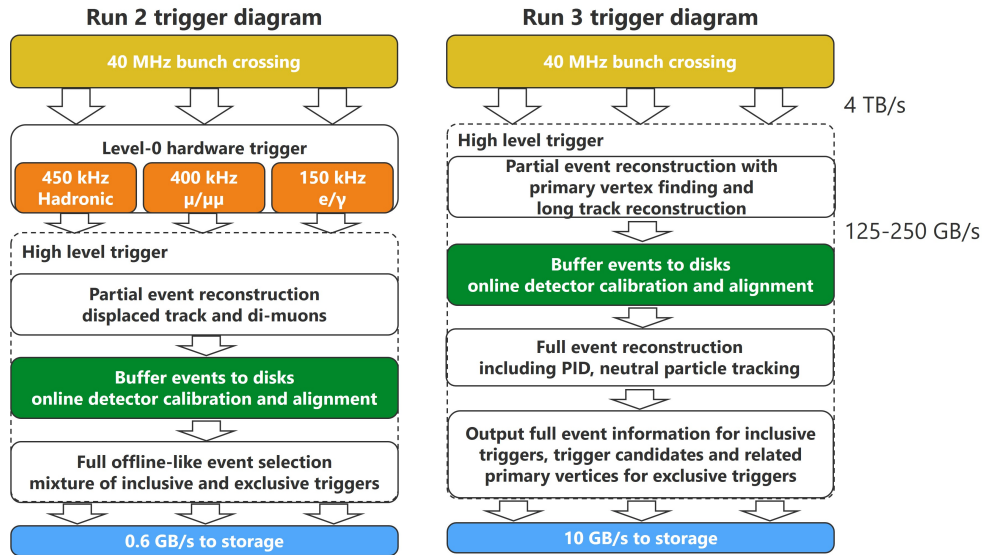 Run 2 trigger diagram
40 MHz bunch crossing
Level-0 hardware trigger
450 kHz
Hadronic
400 kHz
μ/μμ
150 kHz
e/γ
High level trigger
Partial event reconstruction
displaced track and di-muons
Buffer events to disks
online detector calibration and alignment
Full offline-like event selection
mixture of inclusive and exclusive triggers
0.6 GB/s to storage
Run 3 trigger diagram
40 MHz bunch crossing
4 TB/s
High level trigger
Partial event reconstruction with
primary vertex finding and
long track reconstruction
125-250 GB/s
Buffer events to disks
online detector calibration and alignment
Full event reconstruction
including PID, neutral particle tracking
Output full event information for inclusive
triggers, trigger candidates and related
primary vertices for exclusive triggers
10 GB/s to storage